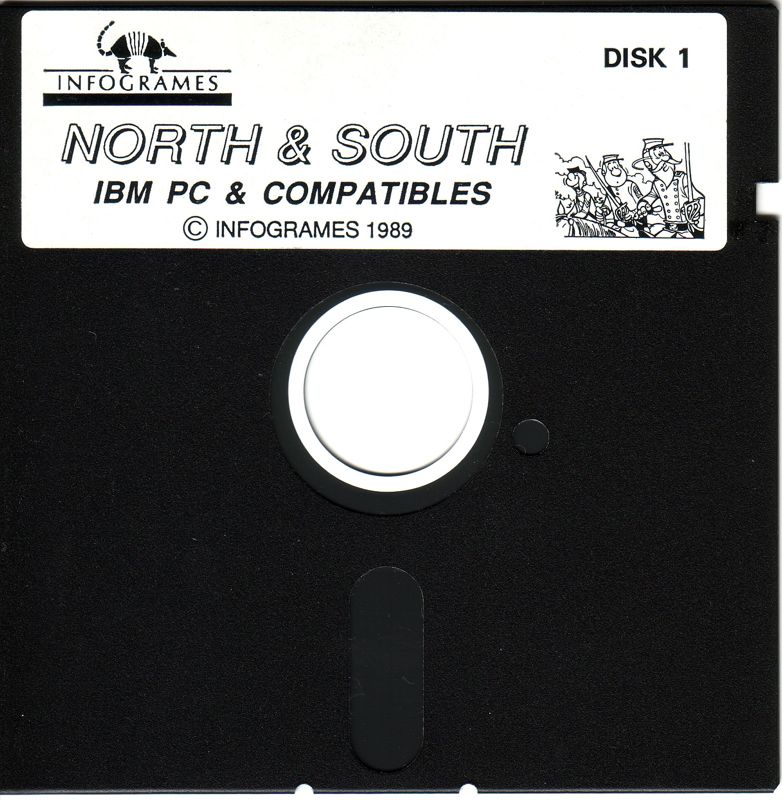 INFOGRAMES
DISK 1
NORTH & SOUTH
IBM PC & COMPATIBLES
© INFOGRAMES 1989